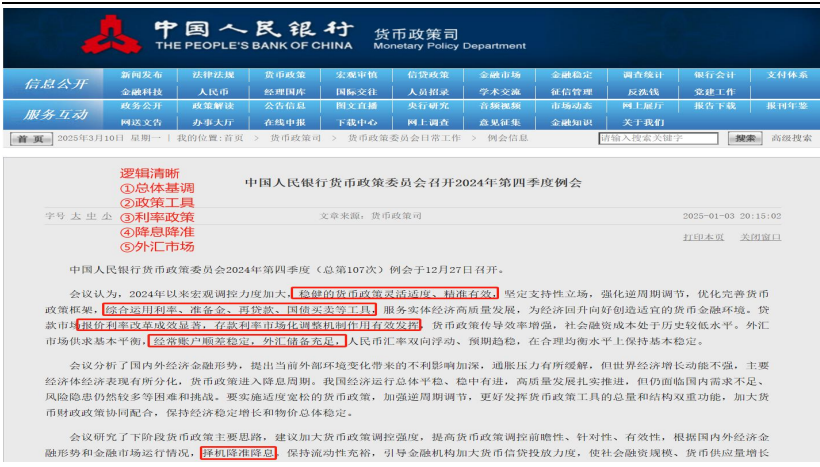 中国人民银行
THE PEOPLE'S BANK OF CHINA
货币政策司
Monetary Policy Department
信息公开
新闻发布 法律法规 货币政策 宏观审慎 信贷政策 金融市场 金融稳定 调查统计 银行会计 支付体系
金融科技 人民币 经理国库 国际交往 人员招录 学术交流 征信管理 反洗钱 党建工作
服务互动
政务公开 政策解读 公告信息 图文直播 央行研究 音频视频 市场动态 网上展厅 报告下载 报刊年鉴
网送文告 办事大厅 在线申报 下载中心 网上调查 意见征集 金融知识 关于我们
首 页 2025年3月10日 星期一 | 我的位置:首页 > 货币政策司 > 货币政策委员会日常工作 > 例会信息 请输入搜索关键字 搜索 高级搜索
逻辑清晰
①总体基调
②政策工具
③利率政策
④降息降准
⑤外汇市场
中国人民银行货币政策委员会召开2024年第四季度例会
字号 大 中 小 文章来源：货币政策司 2025-01-03 20:15:02
打印本页 关闭窗口
中国人民银行货币政策委员会2024年第四季度（总第107次）例会于12月27日召开。
会议认为，2024年以来宏观调控力度加大，稳健的货币政策灵活适度、精准有效，坚定支持性立场，强化逆周期调节，优化完善货
币政策框架，综合运用利率、准备金、再贷款、国债买卖等工具，服务实体经济高质量发展，为经济回升向好创造适宜的货币金融环境。贷
款市场报价利率改革成效显著，存款利率市场化调整机制作用有效发挥，货币政策传导效率增强，社会融资成本处于历史较低水平。外汇
市场供求基本平衡，经常账户顺差稳定，外汇储备充足，人民币汇率双向浮动、预期趋稳，在合理均衡水平上保持基本稳定。
会议分析了国内外经济金融形势，提出当前外部环境变化带来的不利影响加深，通胀压力有所缓解，但世界经济增长动能不强，主要
经济体经济表现有所分化，货币政策进入降息周期。我国经济运行总体平稳、稳中有进，高质量发展扎实推进，但仍面临国内需求不足、
风险隐患仍然较多等困难和挑战。要实施适度宽松的货币政策，加强逆周期调节，更好发挥货币政策工具的总量和结构双重功能，加大货
币财政政策协同配合，保持经济稳定增长和物价总体稳定。
会议研究了下阶段货币政策主要思路，建议加大货币政策调控强度，提高货币政策调控前瞻性、针对性、有效性，根据国内外经济金
融形势和金融市场运行情况，择机降准降息，保持流动性充裕，引导金融机构加大货币信贷投放力度，使社会融资规模、货币供应量增长